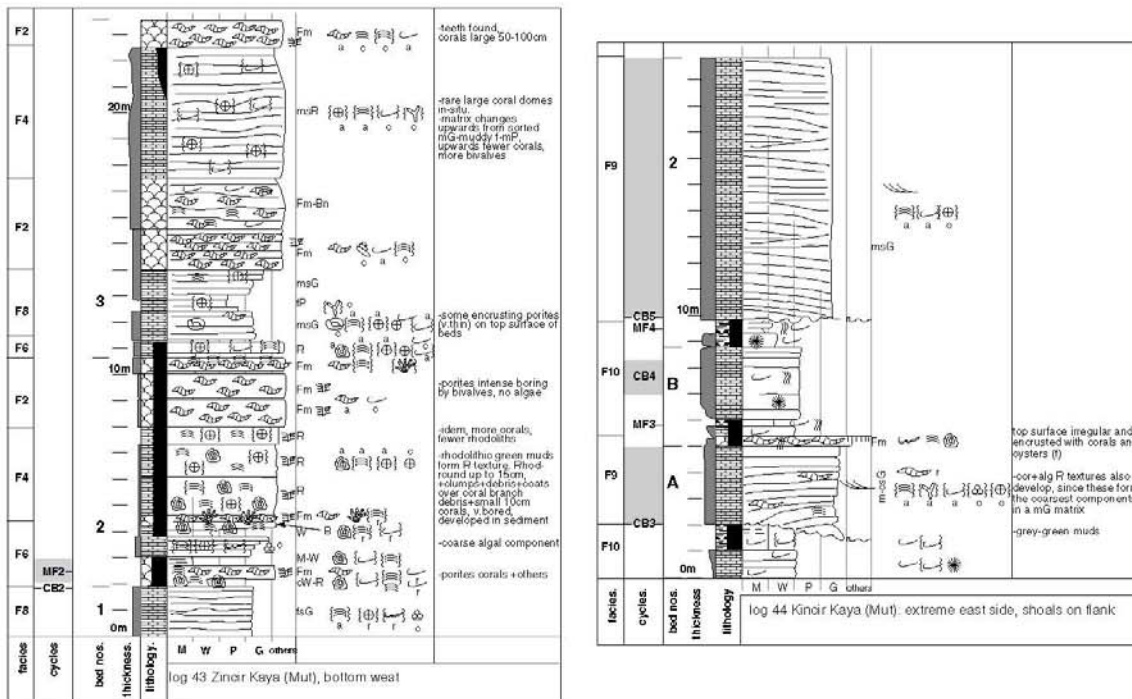 F2
F4
F2
F8
F6
F2
F4
F6
F8
MF2
CB2
3
2
1
20m
10m
0m
Fm
msR
Fm-Bn
Fm
msG
fP
msG
R
Fm
Fm
Fm
R
R
R
Fm
W
M-W
Fm
cW-R
fsG
-teeth found,
corals large 50-100cm
-rare large coral domes
in-situ.
-matrix changes
upwards from sorted
mG-muddy f-mP,
upwards fewer corals,
more bivalves
-some encrusting porites
(v.thin) on top surface of
beds
-porites intense boring
by bivalves, no algae
-idem, more corals,
fewer rhodoliths
-rhodolithic green muds
form R texture. Rhod-
round up to 15cm,
+clumps+debris+coats
over coral branch
debris+small 10cm
corals, v.bored,
developed in sediment
-coarse algal component
-porites corals +others
facies
cycles
bed nos.
thickness.
lithology.
M W P G others
log 43 Zincir Kaya (Mut), bottom weat
F9
F10
F9
F10
CB5
MF4
CB4
MF3
CB3
2
B
A
10m
0m
msG
Fm
m-csG
top surface irregular and
encrusted with corals an
oysters (f)
-cor+alg R textures also
develop, since these form
the coarsest component
in a mG matrix
-grey-green muds
facies.
cycles.
bed nos.
thickness
lithology
M W P G others
log 44 Kincir Kaya (Mut): extreme east side, shoals on flank